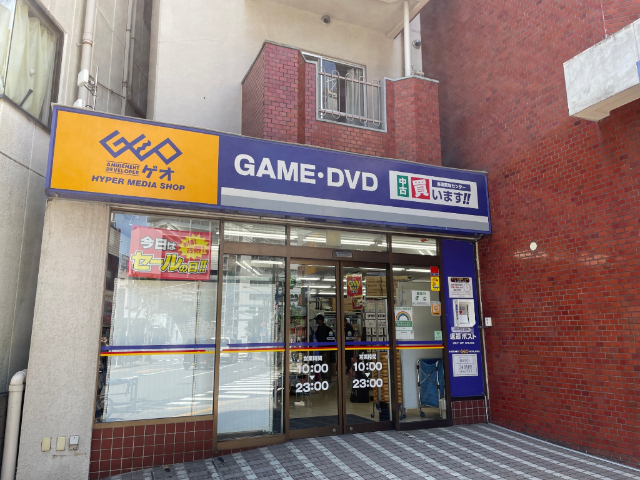 GEO
AMUSEMENT
DEVELOPER
ゲオ
HYPER MEDIA SHOP
GAME・DVD
中古
買
います!!
今日は
セールの日!!
営業時間
10:00
23:00
営業時間
10:00
23:00
返却ポスト